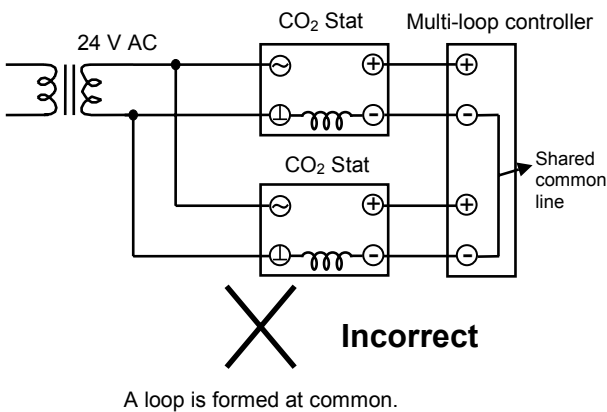 CO₂ Stat
Multi-loop controller
24 V AC
CO₂ Stat
Shared
common
line
Incorrect
A loop is formed at common.